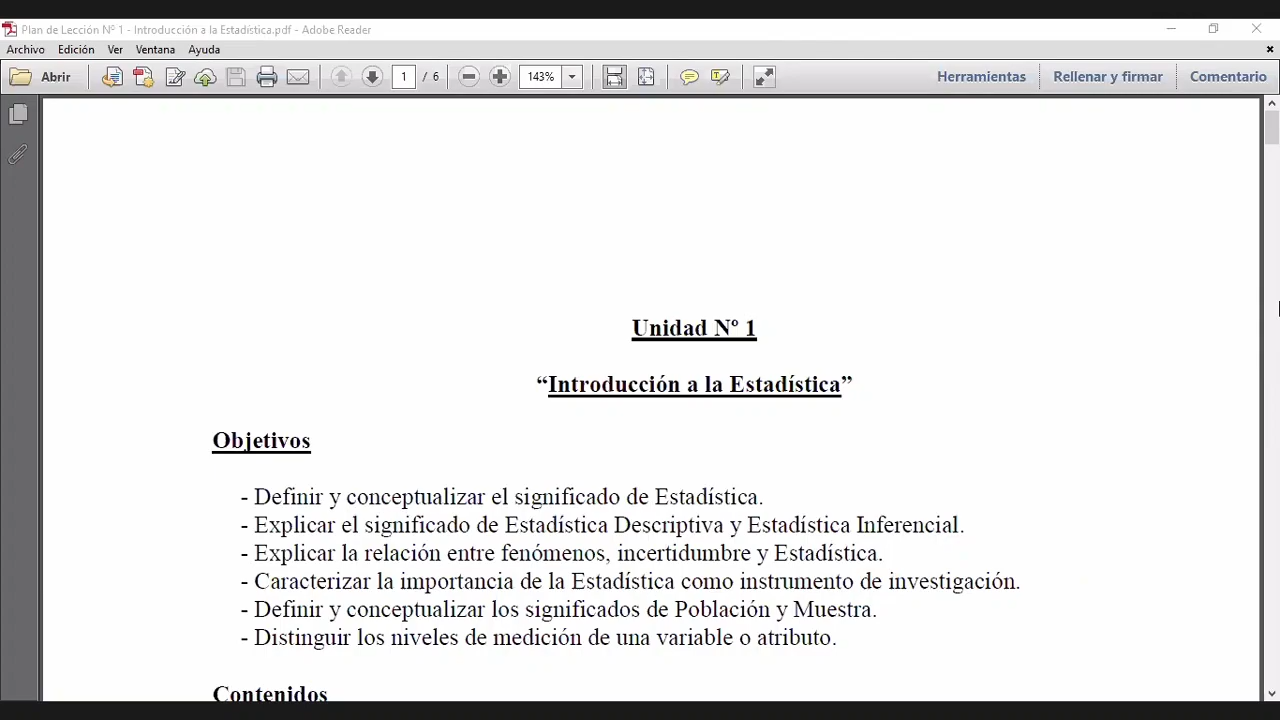 Plan de Lección Nº 1 - Introducción a la Estadística.pdf - Adobe Reader
Archivo Edición Ver Ventana Ayuda
Abrir 1 / 6 143% Herramientas Rellenar y firmar Comentario
Unidad Nº 1
“Introducción a la Estadística”
Objetivos
- Definir y conceptualizar el significado de Estadística.
- Explicar el significado de Estadística Descriptiva y Estadística Inferencial.
- Explicar la relación entre fenómenos, incertidumbre y Estadística.
- Caracterizar la importancia de la Estadística como instrumento de investigación.
- Definir y conceptualizar los significados de Población y Muestra.
- Distinguir los niveles de medición de una variable o atributo.
Contenidos